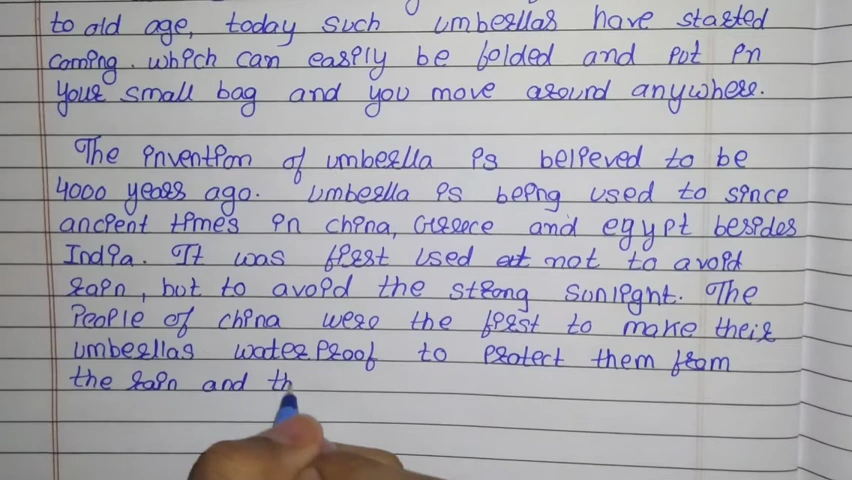 to old age, today such umbrellas have started
coming. which can easily be folded and put in
your small bag and you move around anywhere.
The invention of umbrella is believed to be
4000 years ago. Umbrella is being used to since
ancient times in china, Greece and egypt besides
India. It was first used at not to avoid
rain, but to avoid the strong sunlight. The
People of china were the first to make their
umbrellas waterproof to protect them from
the rain and th